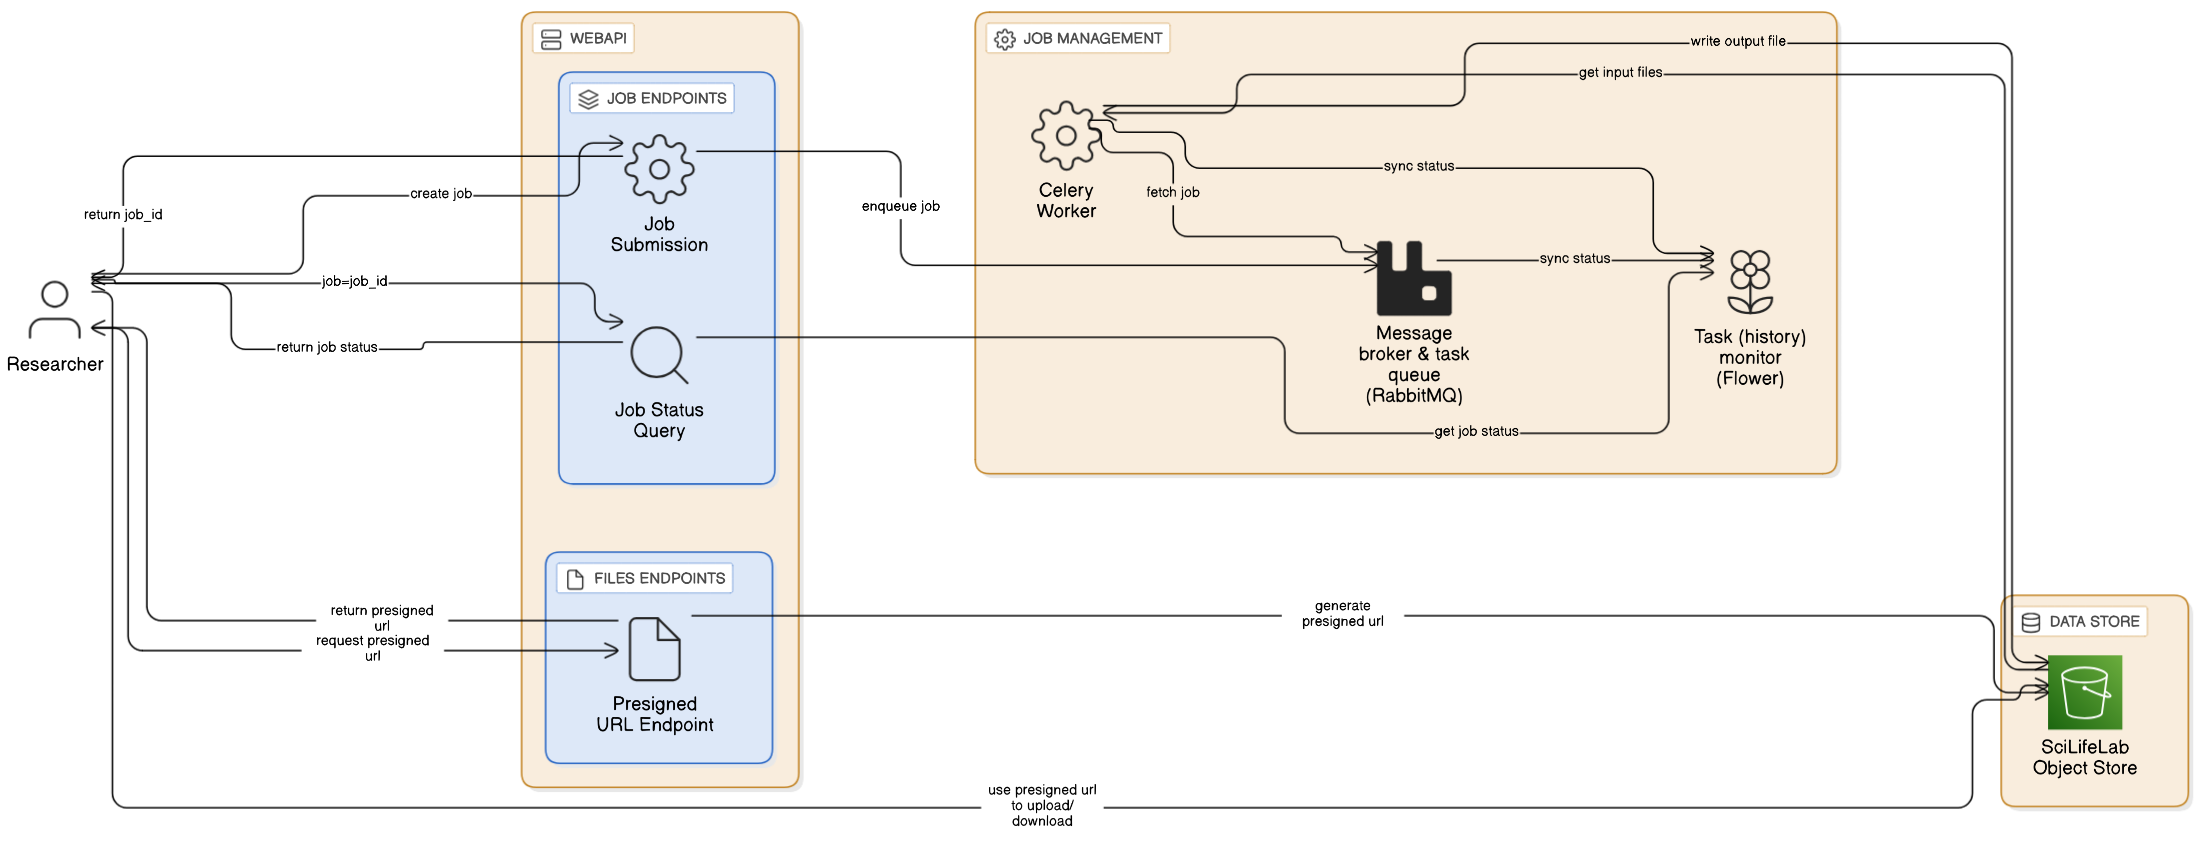 WEBAPI
JOB ENDPOINTS
return job_id
create job
Job
Submission
job=job_id
return job status
Researcher
Job Status
Query
enqueue job
JOB MANAGEMENT
write output file
get input files
Celery
Worker
sync status
fetch job
sync status
Message
broker & task
queue
(RabbitMQ)
Task (history)
monitor
(Flower)
get job status
FILES ENDPOINTS
return presigned
url
request presigned
url
Presigned
URL Endpoint
generate
presigned url
DATA STORE
SciLifeLab
Object Store
use presigned url
to upload/
download